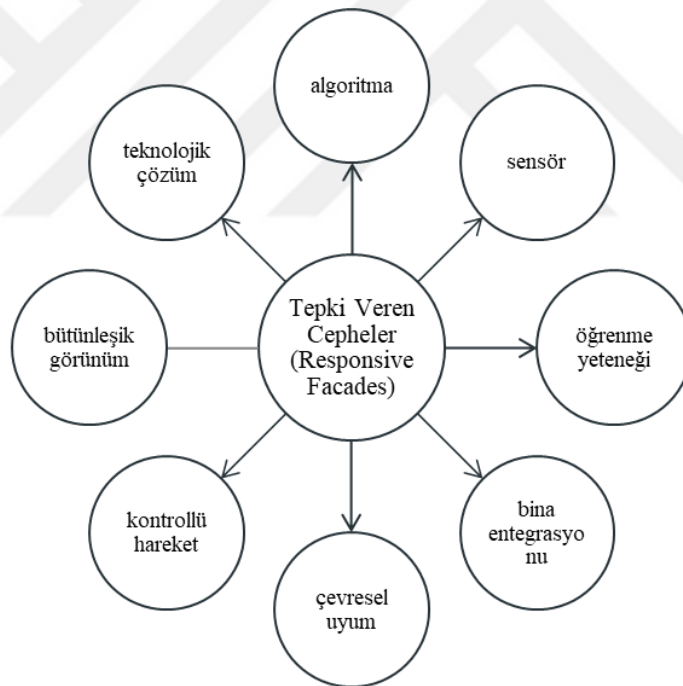 algoritma
teknolojik
çözüm
sensör
Tepki Veren
Cepheler
(Responsive
Facades)
bütünleşik
görünüm
öğrenme
yeteneği
kontrollü
hareket
bina
entegrasyo
nu
çevresel
uyum